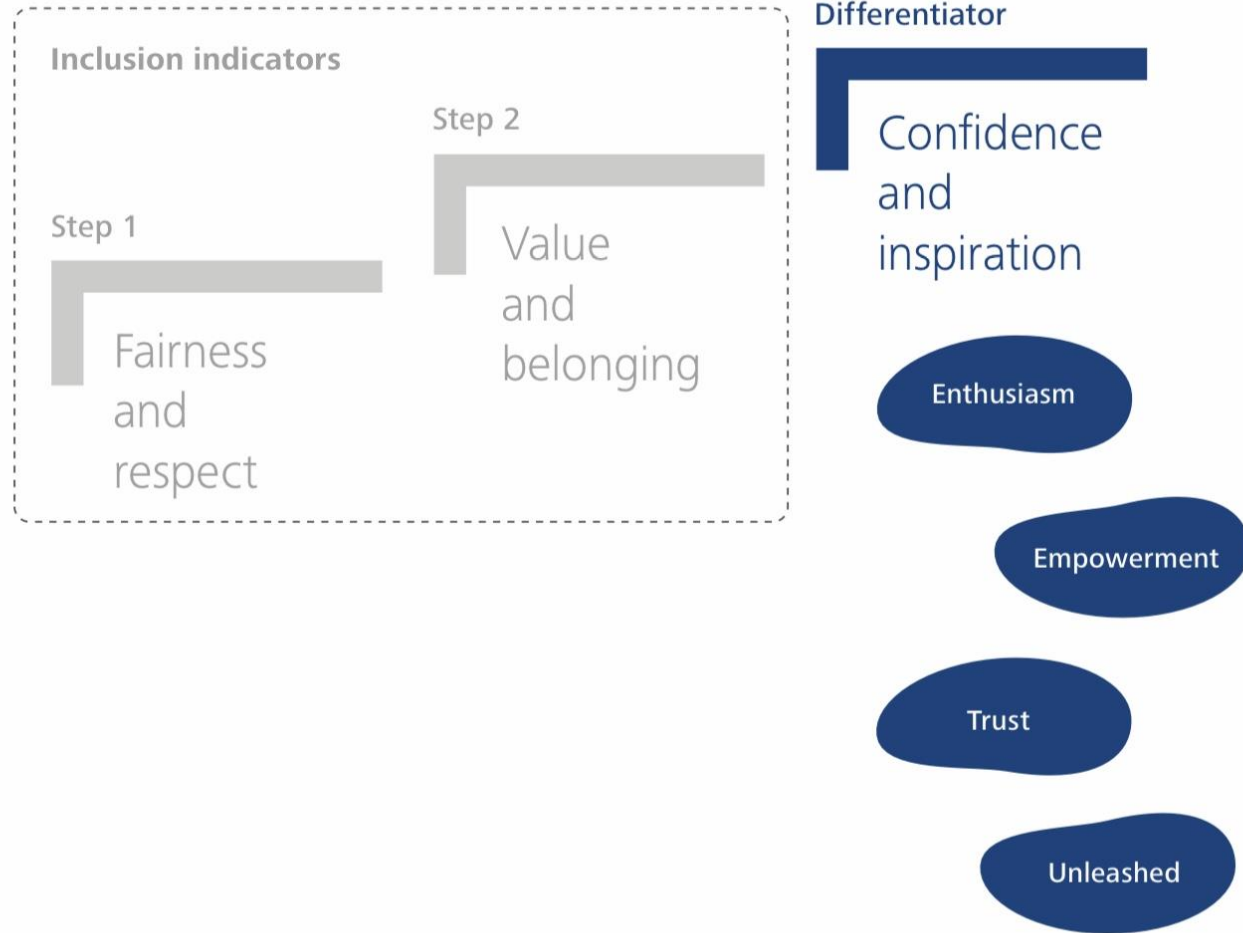 Inclusion indicators
Step 1
Fairness
and
respect
Step 2
Value
and
belonging
Differentiator
Confidence
and
inspiration
Enthusiasm
Empowerment
Trust
Unleashed